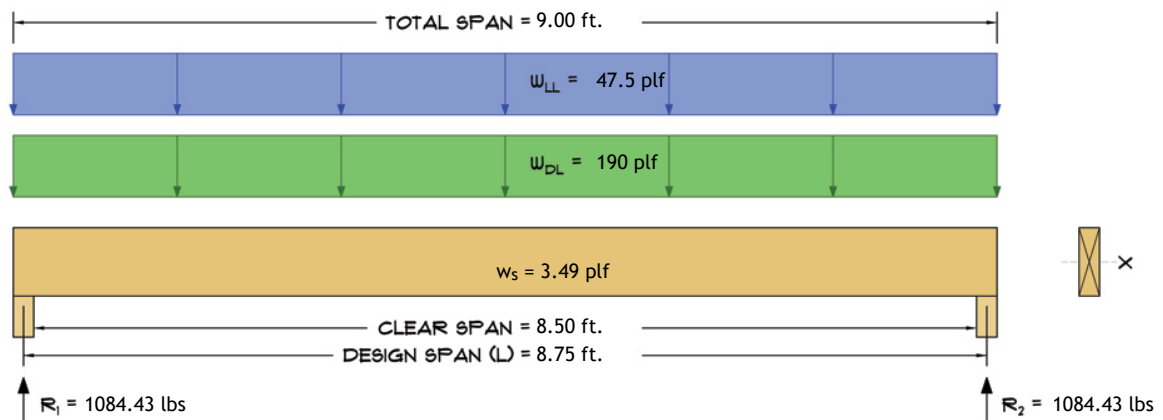 TOTAL SPAN = 9.00 ft.
wLL = 47.5 plf
wDL = 190 plf
ws = 3.49 plf
X
CLEAR SPAN = 8.50 ft.
DESIGN SPAN (L) = 8.75 ft.
R1 = 1084.43 lbs
R2 = 1084.43 lbs